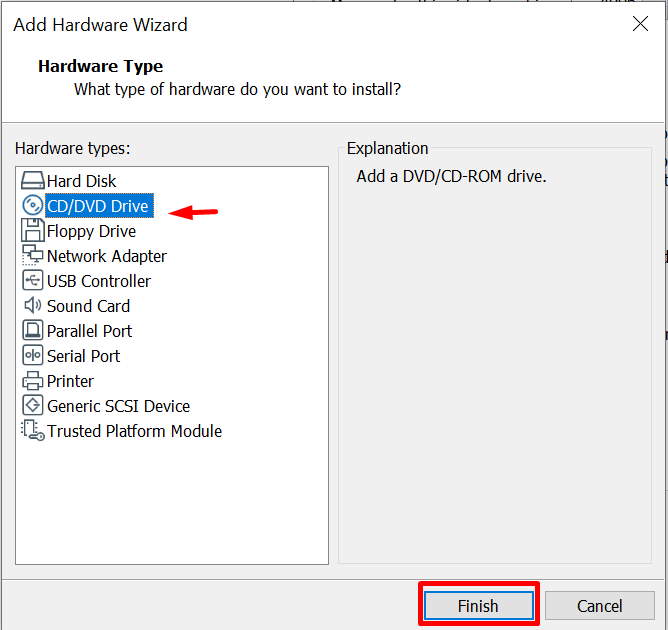 Add Hardware Wizard
Hardware Type
What type of hardware do you want to install?
Hardware types:
Hard Disk
CD/DVD Drive
Floppy Drive
Network Adapter
USB Controller
Sound Card
Parallel Port
Serial Port
Printer
Generic SCSI Device
Trusted Platform Module
Explanation
Add a DVD/CD-ROM drive.
Finish
Cancel